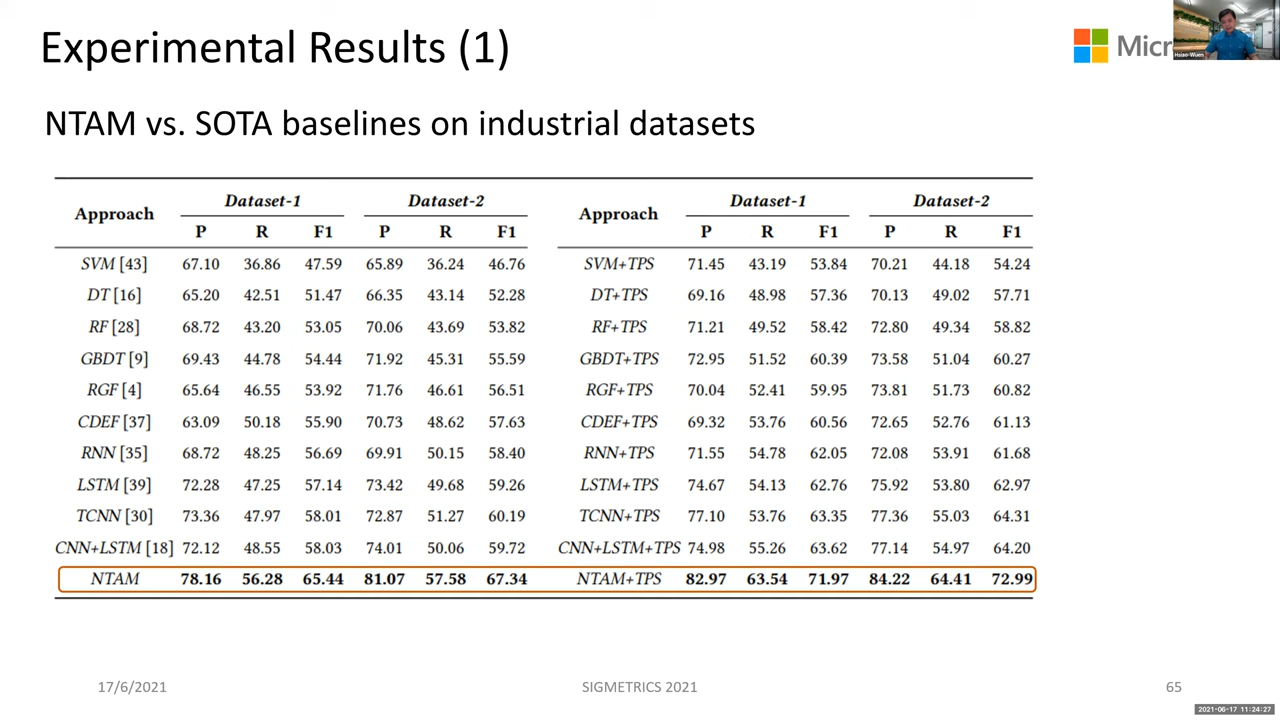 Experimental Results (1)
Micr
Hsiao-Wuen
NTAM vs. SOTA baselines on industrial datasets
Approach Dataset-1 Dataset-2 Approach Dataset-1 Dataset-2
P R F1 P R F1 P R F1 P R F1
SVM [43] 67.10 36.86 47.59 65.89 36.24 46.76 SVM+TPS 71.45 43.19 53.84 70.21 44.18 54.24
DT [16] 65.20 42.51 51.47 66.35 43.14 52.28 DT+TPS 69.16 48.98 57.36 70.13 49.02 57.71
RF [28] 68.72 43.20 53.05 70.06 43.69 53.82 RF+TPS 71.21 49.52 58.42 72.80 49.34 58.82
GBDT [9] 69.43 44.78 54.44 71.92 45.31 55.59 GBDT+TPS 72.95 51.52 60.39 73.58 51.04 60.27
RGF [4] 65.64 46.55 53.92 71.76 46.61 56.51 RGF+TPS 70.04 52.41 59.95 73.81 51.73 60.82
CDEF [37] 63.09 50.18 55.90 70.73 48.62 57.63 CDEF+TPS 69.32 53.76 60.56 72.65 52.76 61.13
RNN [35] 68.72 48.25 56.69 69.91 50.15 58.40 RNN+TPS 71.55 54.78 62.05 72.08 53.91 61.68
LSTM [39] 72.28 47.25 57.14 73.42 49.68 59.26 LSTM+TPS 74.67 54.13 62.76 75.92 53.80 62.97
TCNN [30] 73.36 47.97 58.01 72.87 51.27 60.19 TCNN+TPS 77.10 53.76 63.35 77.36 55.03 64.31
CNN+LSTM [18] 72.12 48.55 58.03 74.01 50.06 59.72 CNN+LSTM+TPS 74.98 55.26 63.62 77.14 54.97 64.20
NTAM 78.16 56.28 65.44 81.07 57.58 67.34 NTAM+TPS 82.97 63.54 71.97 84.22 64.41 72.99
17/6/2021 SIGMETRICS 2021 65
2021-06-17 11:24:27